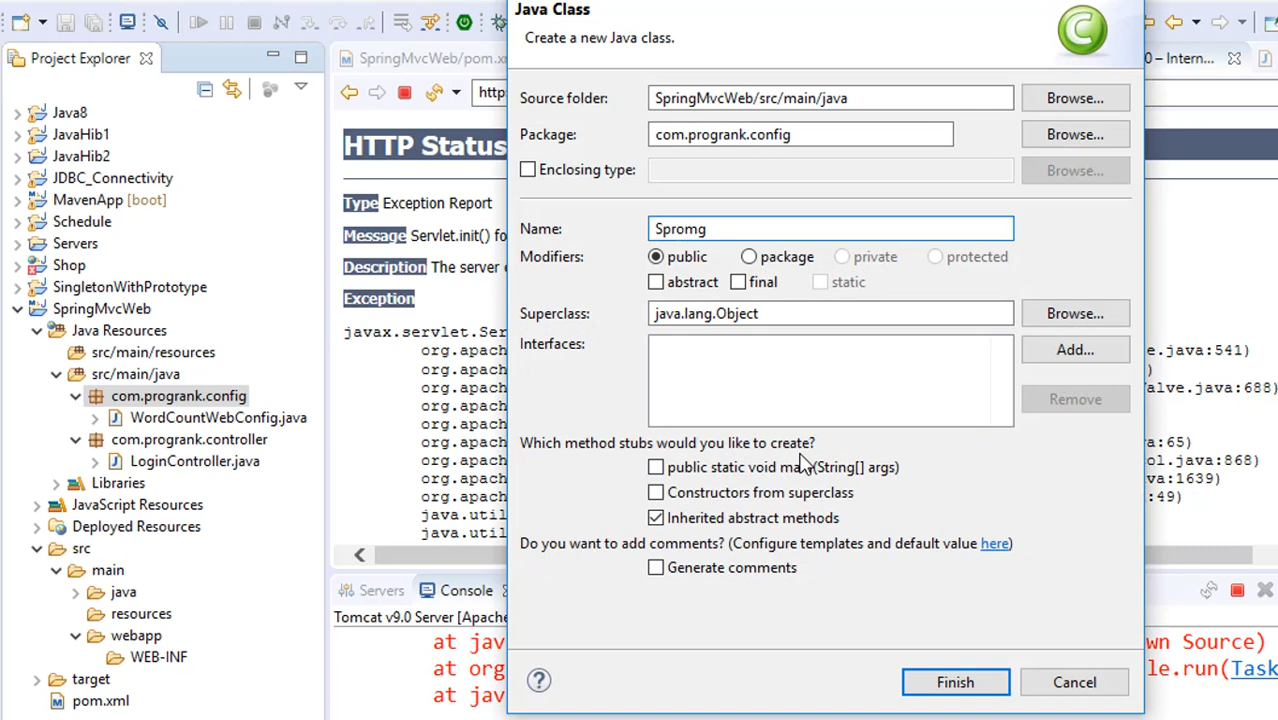 Java Class
Create a new Java class.
Project Explorer
SpringMvcWeb/pom.x
0 – Intern...
Source folder:
SpringMvcWeb/src/main/java
Browse...
http
Package:
com.progrank.config
Browse...
HTTP Status
Enclosing type:
Browse...
Type Exception Report
Message Servlet.init() fo
Name:
Spromg
Description The server e
Modifiers:
public
package
private
protected
abstract
final
static
Exception
Superclass:
java.lang.Object
Browse...
Interfaces:
Add...
Remove
javax.servlet.Ser
org.apach
e.java:541)
org.apach
org.apach
alve.java:688)
org.apach
org.apach
Which method stubs would you like to create?
va:65)
org.apach
public static void ma (String[] args)
ol.java:868)
org.apach
va:1639)
Constructors from superclass
org.apach
:49)
java.util
Inherited abstract methods
java.util
Do you want to add comments? (Configure templates and default value here)
Generate comments
Java8
JavaHib1
JavaHib2
JDBC_Connectivity
MavenApp [boot]
Schedule
Servers
Shop
SingletonWithPrototype
SpringMvcWeb
Java Resources
src/main/resources
src/main/java
com.progrank.config
WordCountWebConfig.java
com.progrank.controller
LoginController.java
Libraries
JavaScript Resources
Deployed Resources
src
main
java
resources
webapp
WEB-INF
target
pom.xml
Servers
Console
Tomcat v9.0 Server [Apache
at jav
wn Source)
at org
le.run(Task
at jav
Finish
Cancel